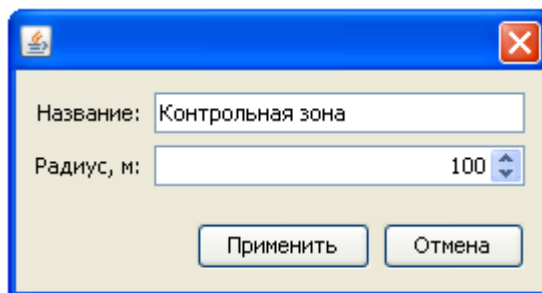 Название: Контрольная зона
Радиус, м: 100
Применить Отмена